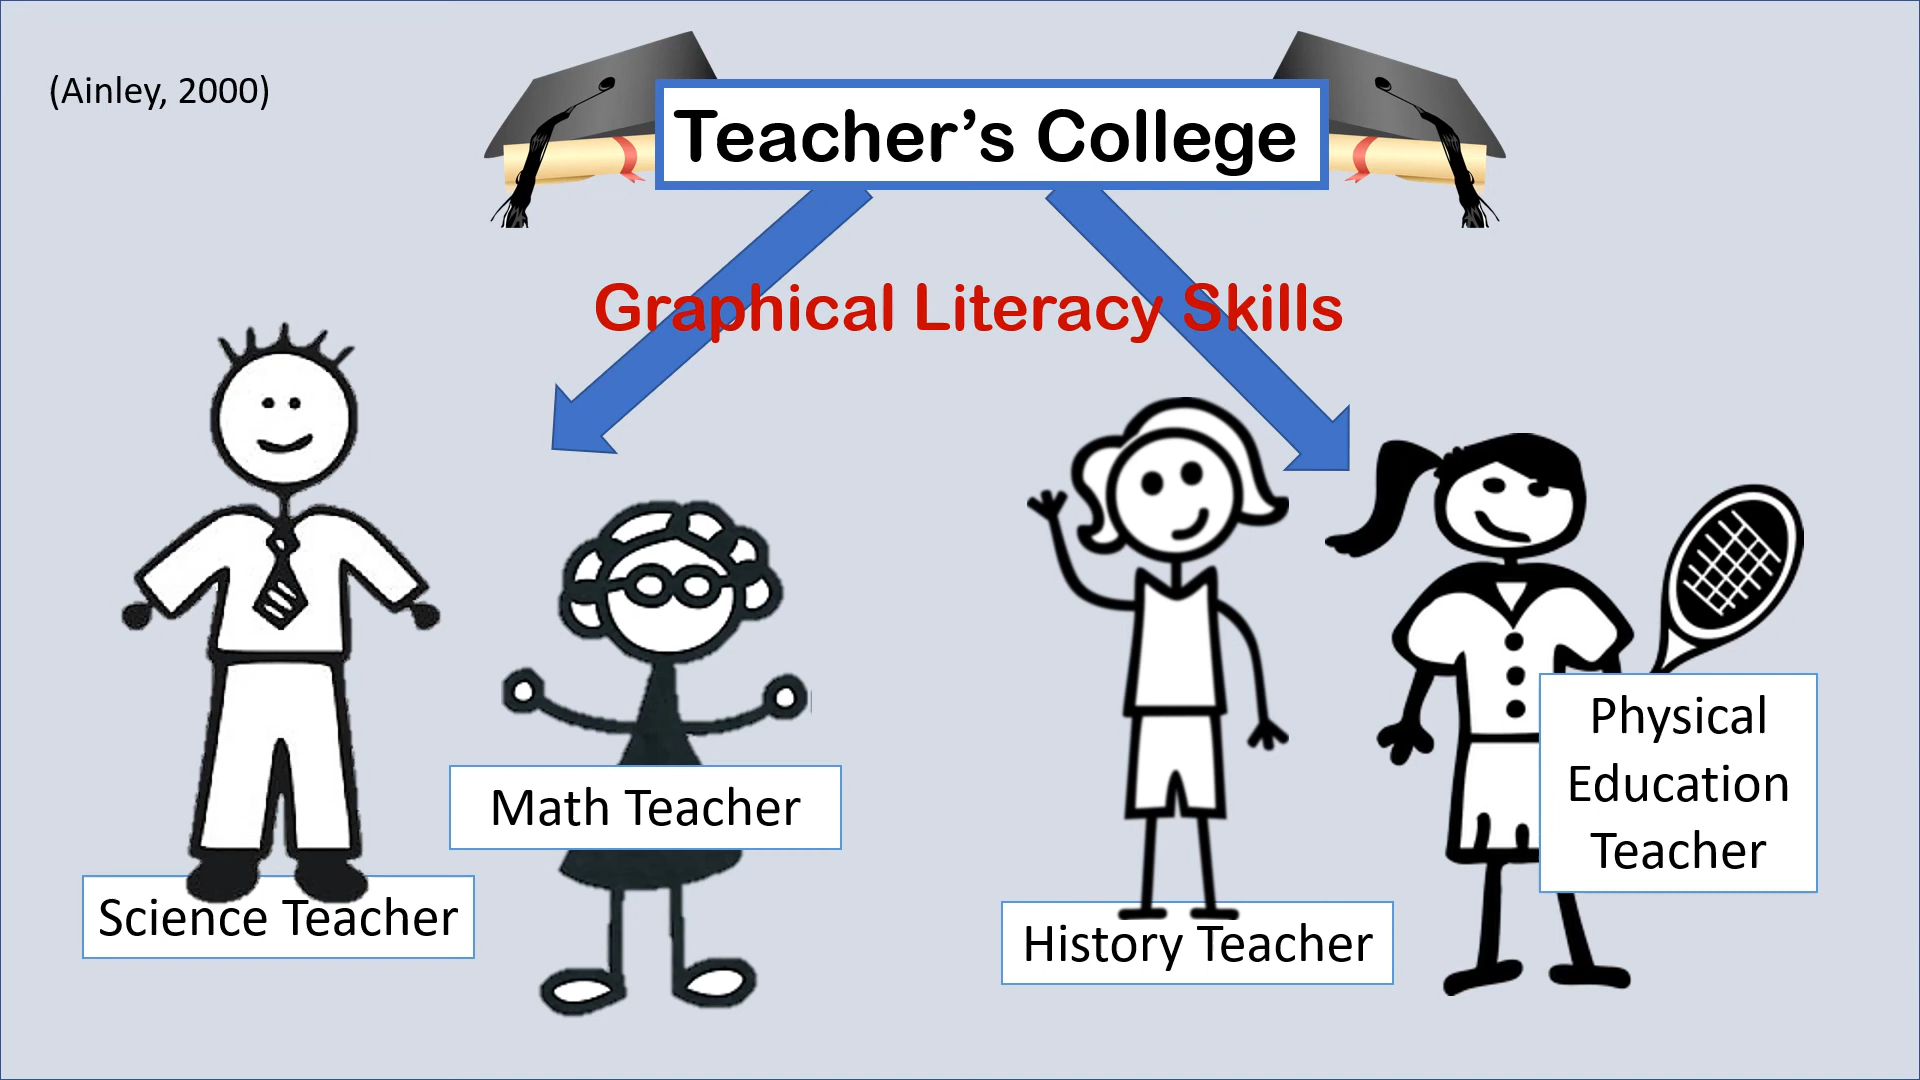 (Ainley, 2000)
Teacher’s College
Graphical Literacy Skills
Math Teacher
Science Teacher
History Teacher
Physical
Education
Teacher